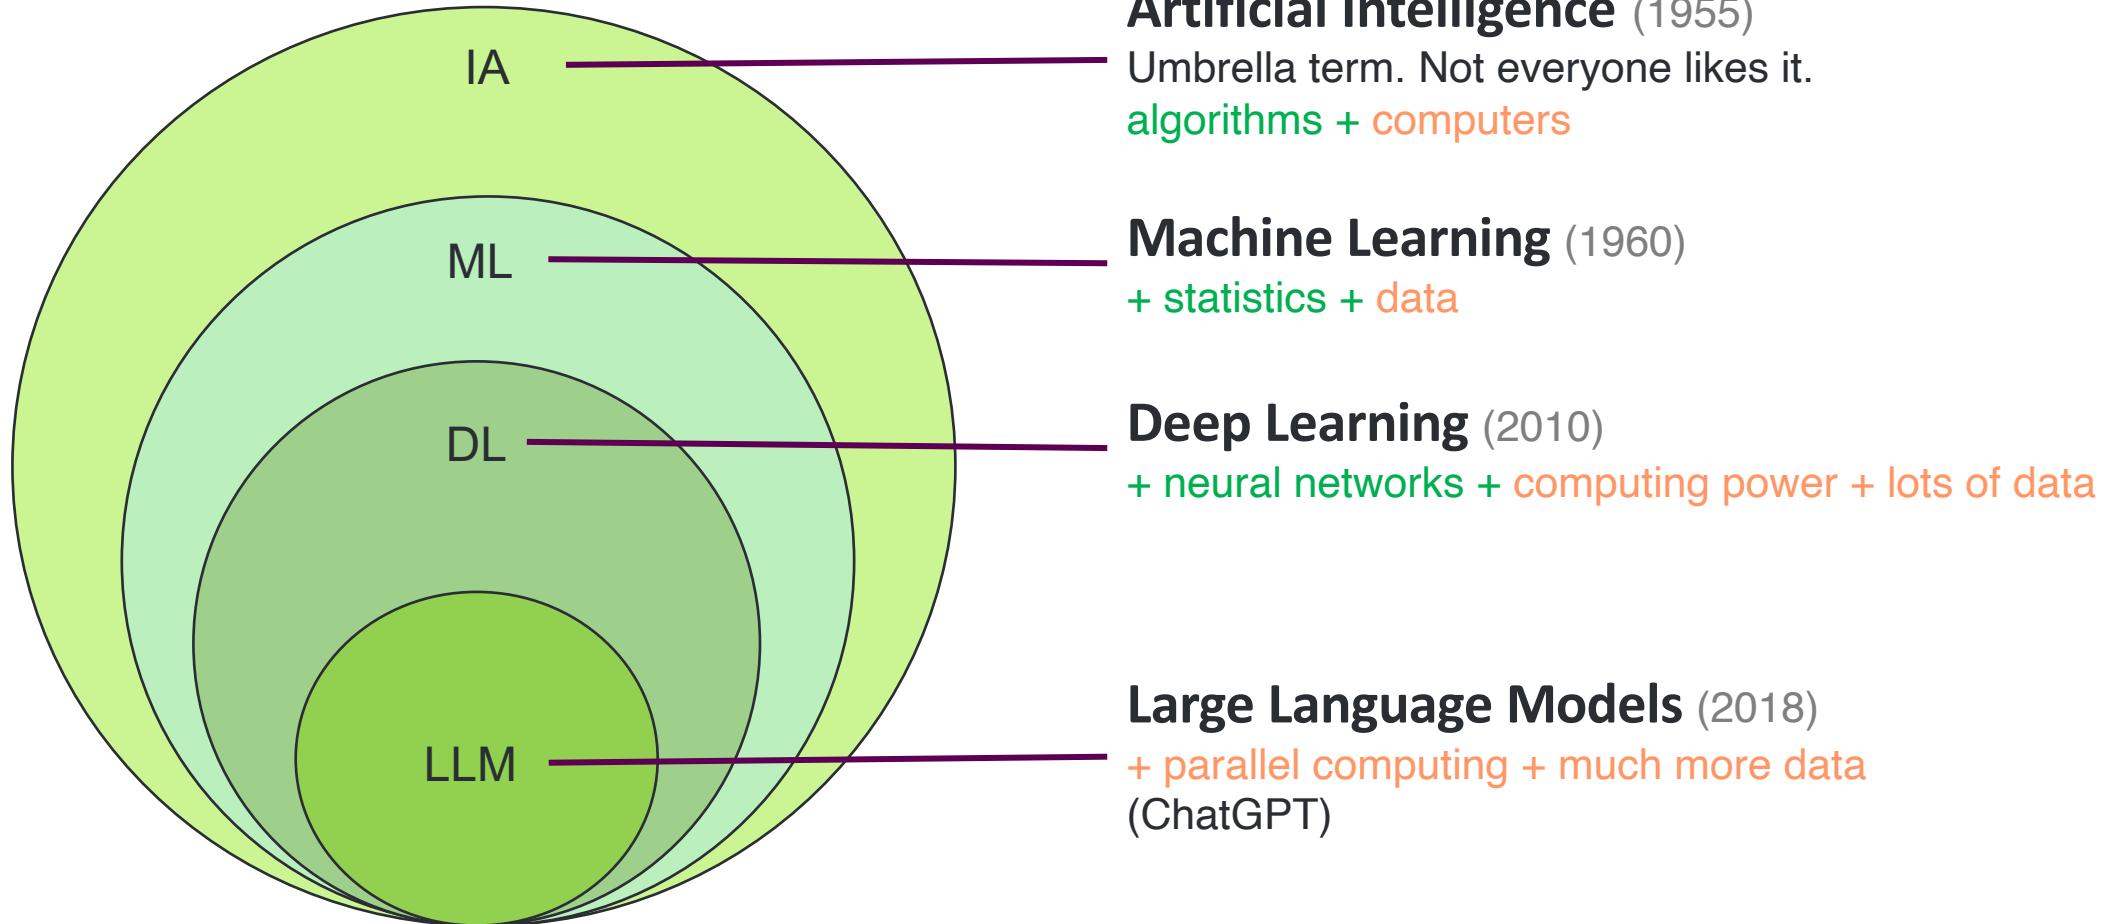 IA
Artificial Intelligence (1955)
Umbrella term. Not everyone likes it.
algorithms + computers
ML
Machine Learning (1960)
+ statistics + data
DL
Deep Learning (2010)
+ neural networks + computing power + lots of data
LLM
Large Language Models (2018)
+ parallel computing + much more data
(ChatGPT)